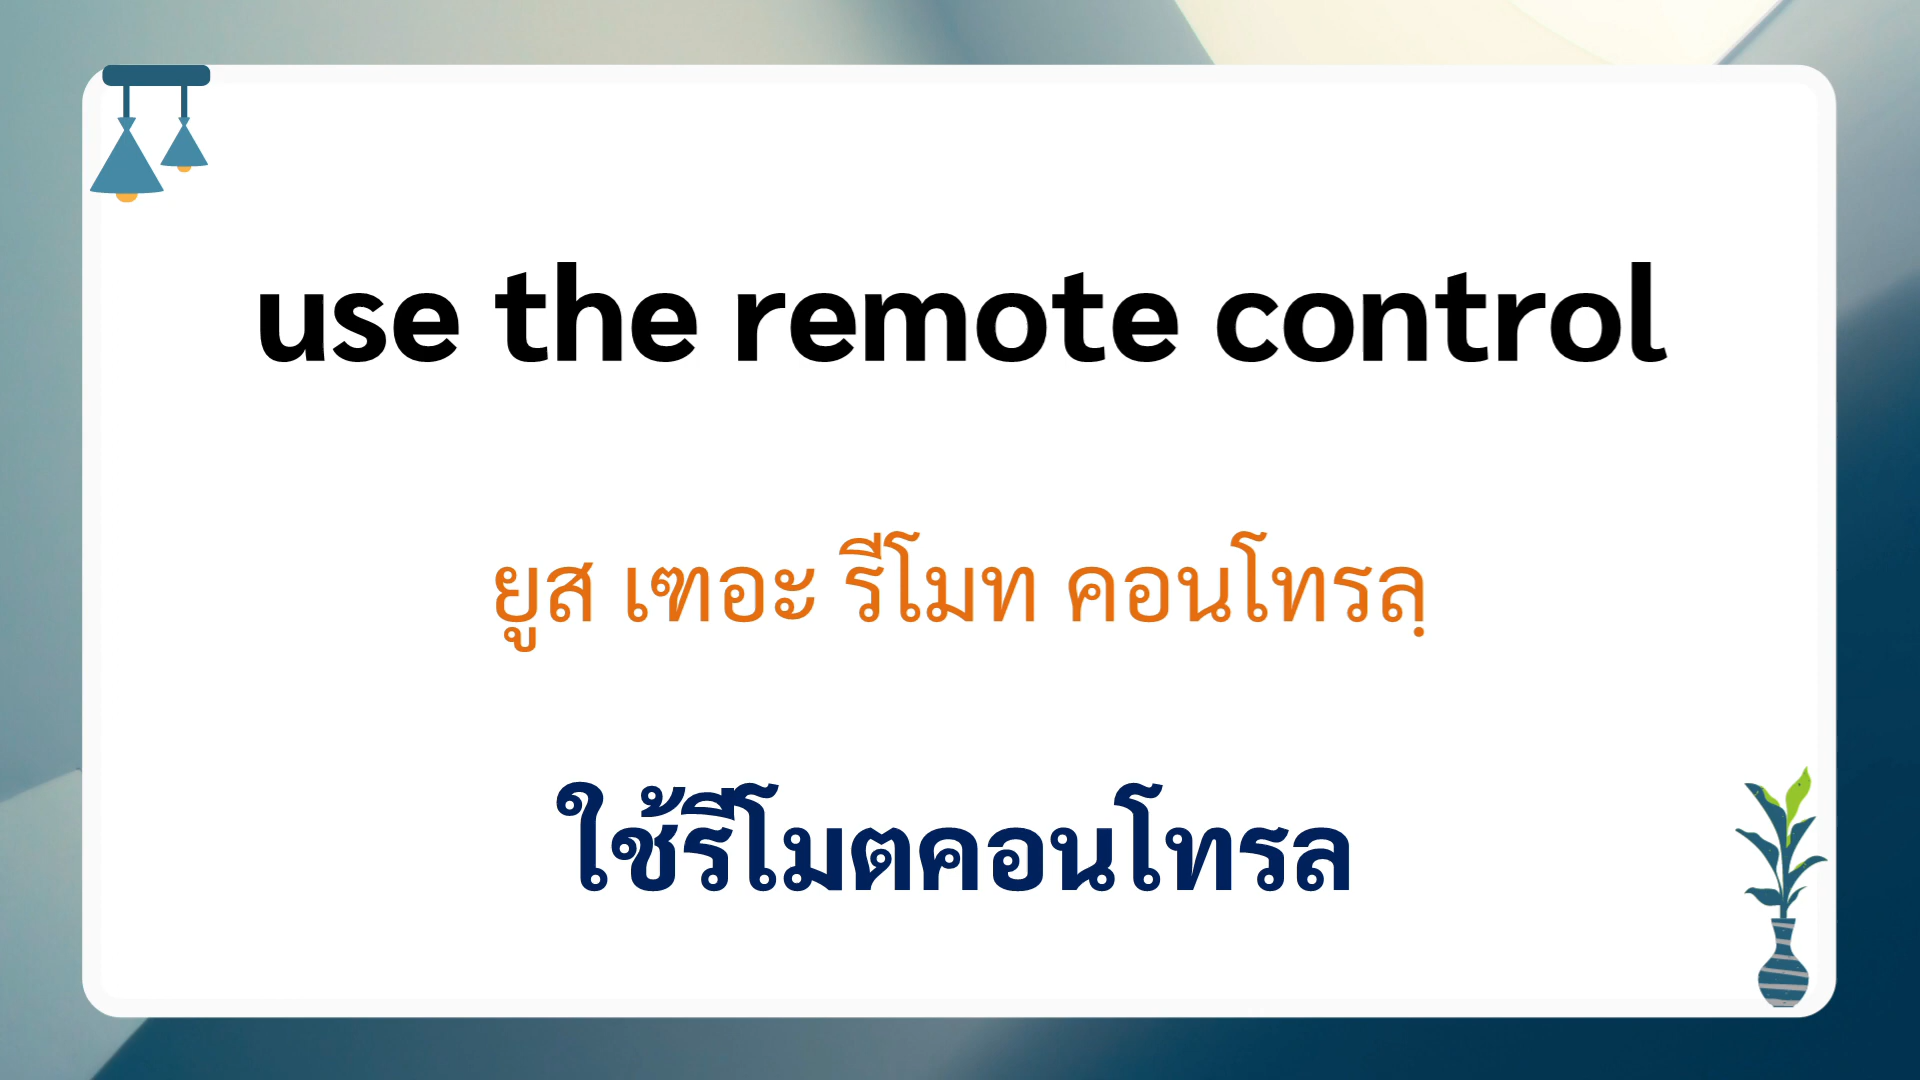 use the remote control
ยูส เฑอะ รีโมท คอนโทรลฺ
ใช้รีโมตคอนโทรล